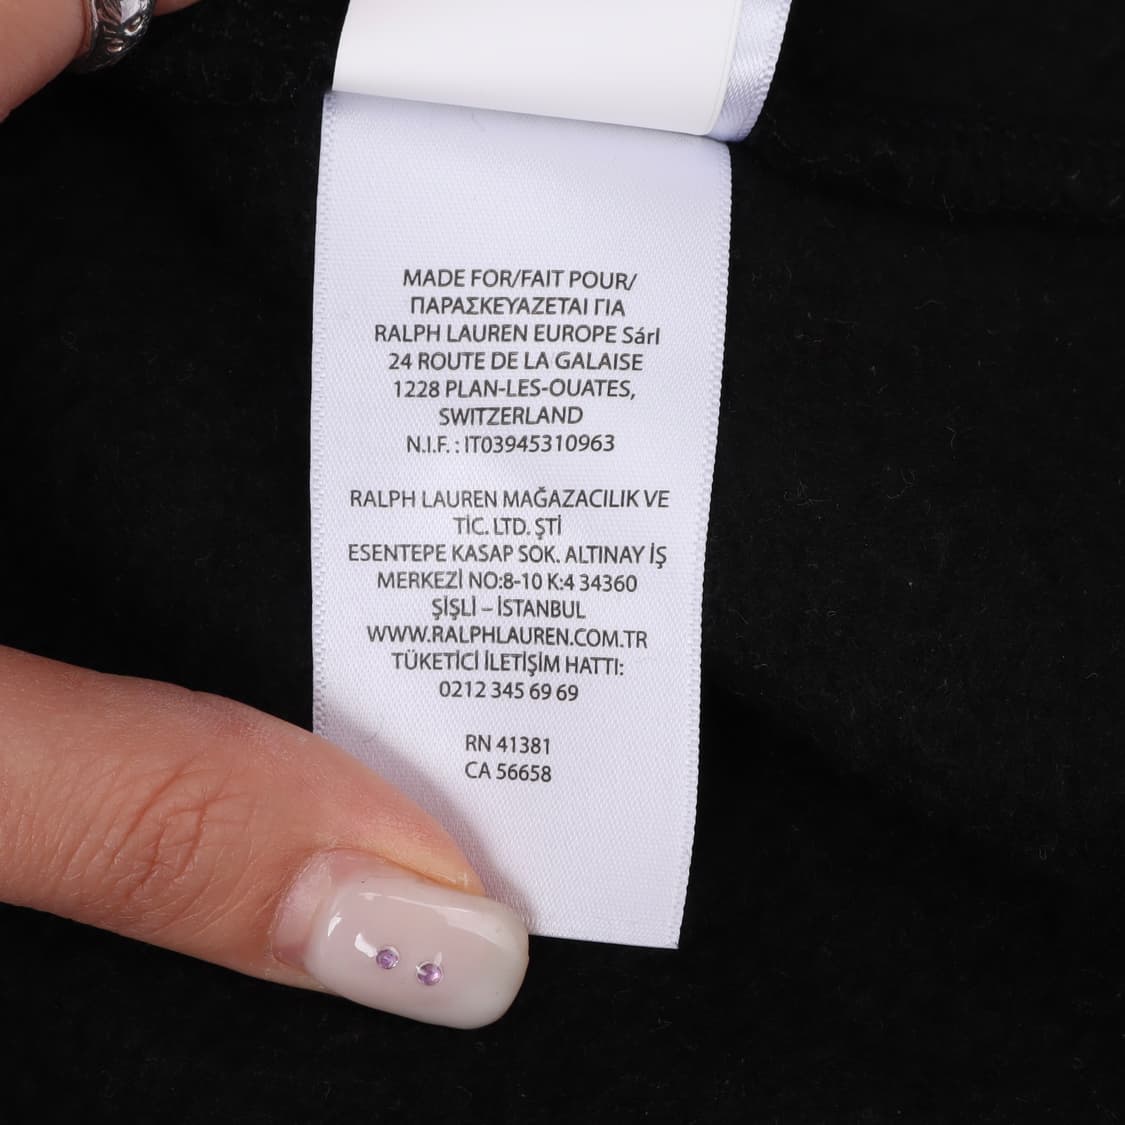 MADE FOR/FAIT POUR/
ΠΑΡΑΣΚΕΥΑΖΕΤΑΙ ΓΙΑ
RALPH LAUREN EUROPE Sárl
24 ROUTE DE LA GALAISE
1228 PLAN-LES-OUATES,
SWITZERLAND
N.I.F. : IT03945310963
RALPH LAUREN MAĞAZACILIK VE
TİC. LTD. ŞTİ
ESENTEPE KASAP SOK. ALTINAY İŞ
MERKEZİ NO:8-10 K:4 34360
ŞİŞLİ – İSTANBUL
WWW.RALPHLAUREN.COM.TR
TÜKETİCİ İLETİŞİM HATTI:
0212 345 69 69
RN 41381
CA 56658